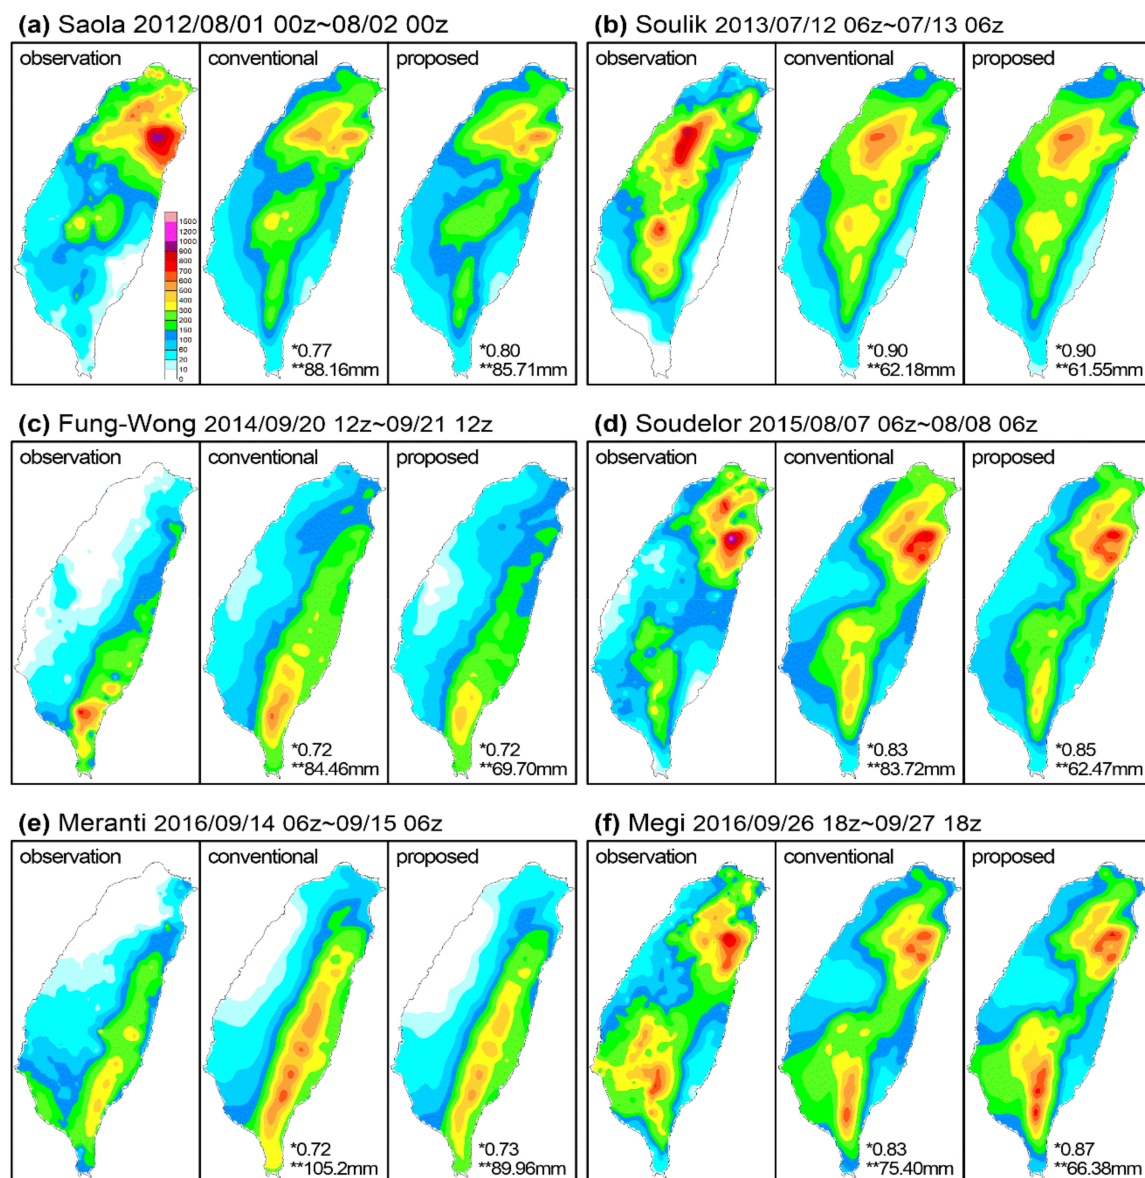 (a) Saola 2012/08/01 00z~08/02 00z
observation
conventional
proposed
1500
1000
900
800
700
600
500
400
300
200
150
100
60
20
10
0
*0.77
**88.16mm
*0.80
**85.71mm
(b) Soulik 2013/07/12 06z~07/13 06z
observation
conventional
proposed
*0.90
**62.18mm
*0.90
**61.55mm
(c) Fung-Wong 2014/09/20 12z~09/21 12z
observation
conventional
proposed
*0.72
**84.46mm
*0.72
**69.70mm
(d) Soudelor 2015/08/07 06z~08/08 06z
observation
conventional
proposed
*0.83
**83.72mm
*0.85
**62.47mm
(e) Meranti 2016/09/14 06z~09/15 06z
observation
conventional
proposed
*0.72
**105.2mm
*0.73
**89.96mm
(f) Megi 2016/09/26 18z~09/27 18z
observation
conventional
proposed
*0.83
**75.40mm
*0.87
**66.38mm